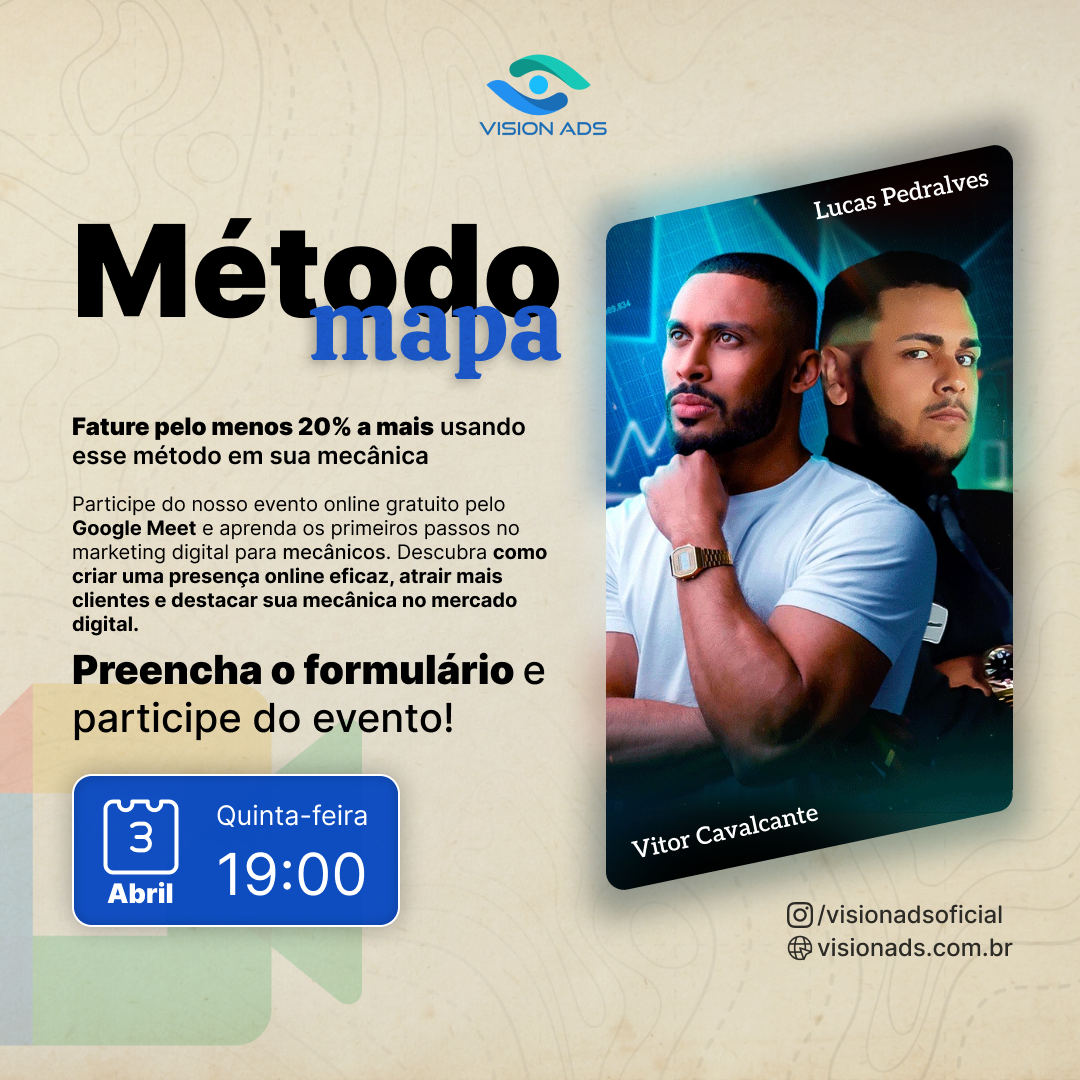 VISION ADS
Lucas Pedralves
Método
mapa
Fature pelo menos 20% a mais usando
esse método em sua mecânica
Participe do nosso evento online gratuito pelo
Google Meet e aprenda os primeiros passos no
marketing digital para mecânicos. Descubra como
criar uma presença online eficaz, atrair mais
clientes e destacar sua mecânica no mercado
digital.
Preencha o formulário e
participe do evento!
3
Abril
Quinta-feira
19:00
Vitor Cavalcante
/visionadsoficial
visionads.com.br